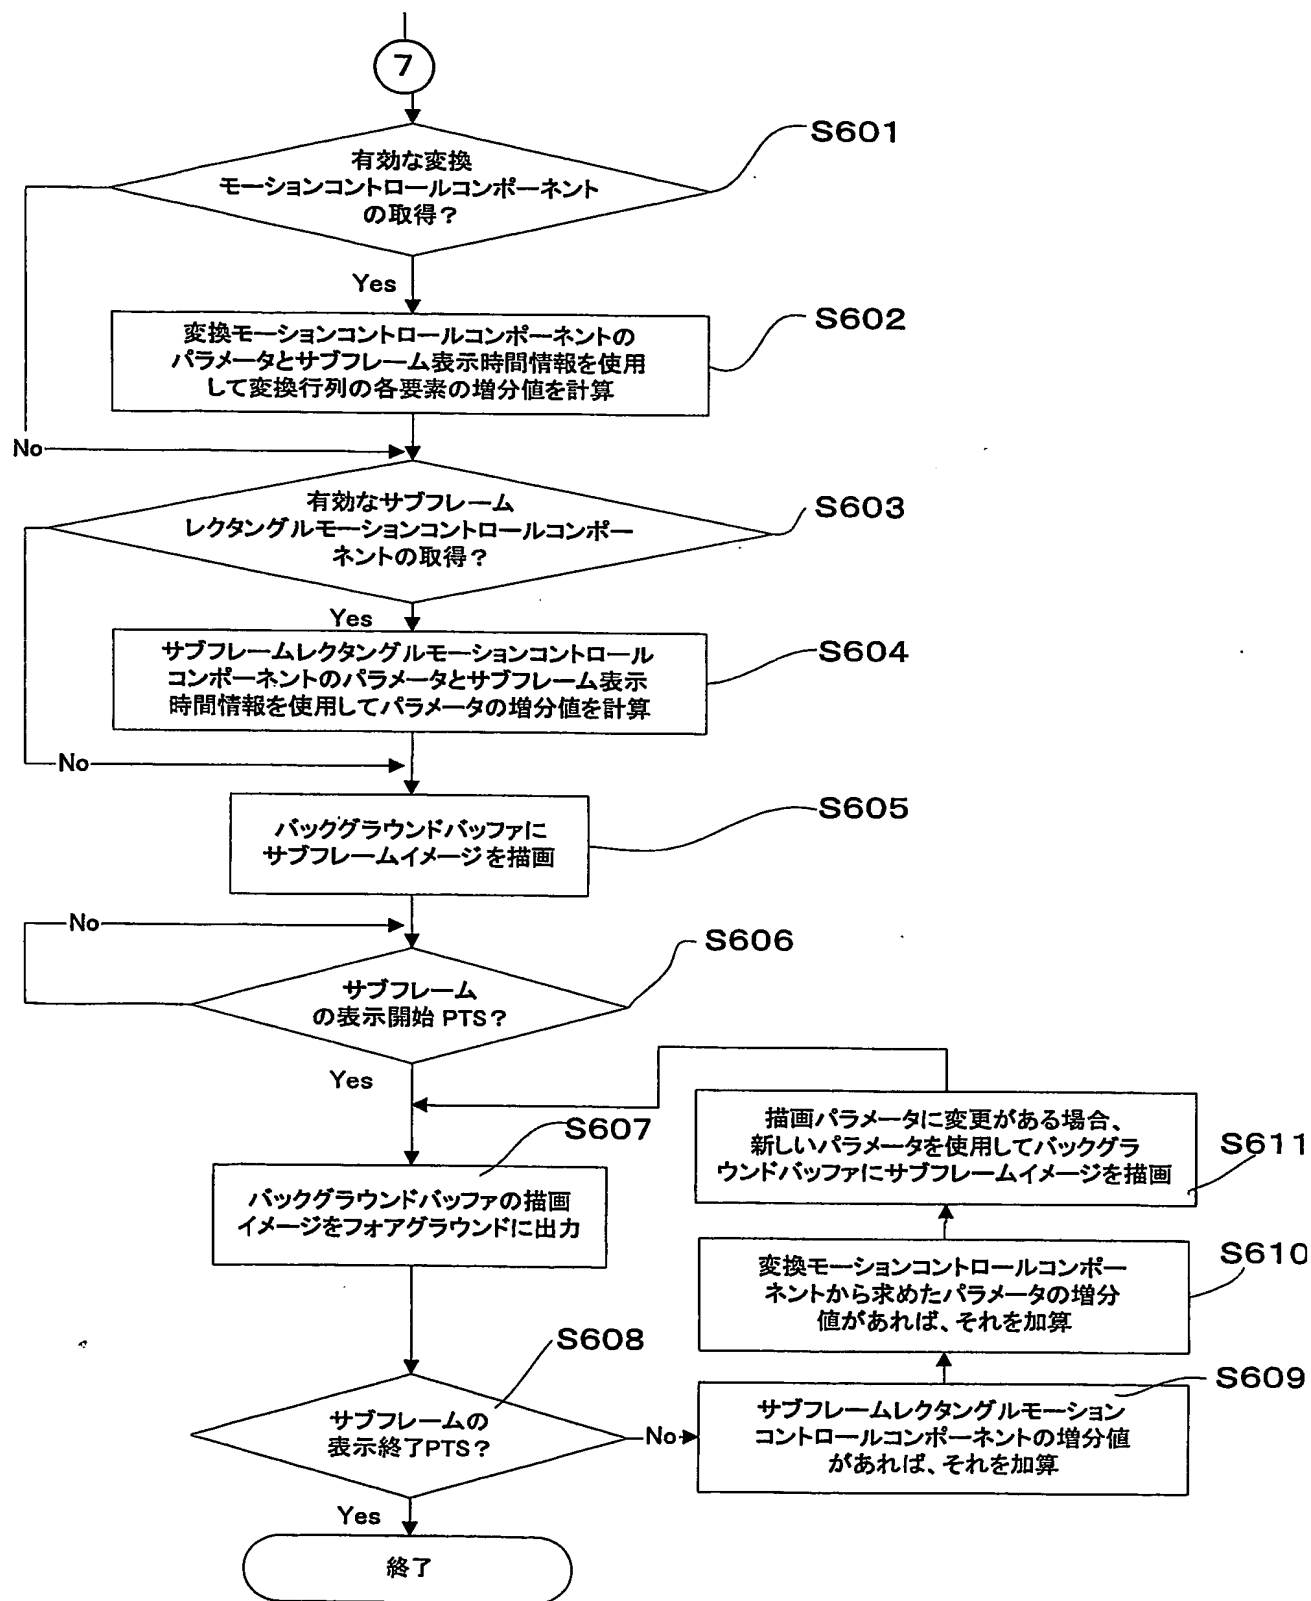 7
有効な変換
モーションコントロールコンポーネント
の取得？
S601
Yes
変換モーションコントロールコンポーネントの
パラメータとサブフレーム表示時間情報を使用
して変換行列の各要素の増分値を計算
S602
No
有効なサブフレーム
レクタングルモーションコントロールコンポー
ネントの取得？
S603
Yes
サブフレームレクタングルモーションコントロール
コンポーネントのパラメータとサブフレーム表示
時間情報を使用してパラメータの増分値を計算
S604
No
バックグラウンドバッファに
サブフレームイメージを描画
S605
No
サブフレーム
の表示開始 PTS？
S606
Yes
バックグラウンドバッファの描画
イメージをフォアグラウンドに出力
S607
サブフレームの
表示終了PTS？
S608
No
サブフレームレクタングルモーション
コントロールコンポーネントの増分値
があれば、それを加算
S609
変換モーションコントロールコンポー
ネントから求めたパラメータの増分
値があれば、それを加算
S610
描画パラメータに変更がある場合、
新しいパラメータを使用してバックグラ
ウンドバッファにサブフレームイメージを描画
S611
Yes
終了